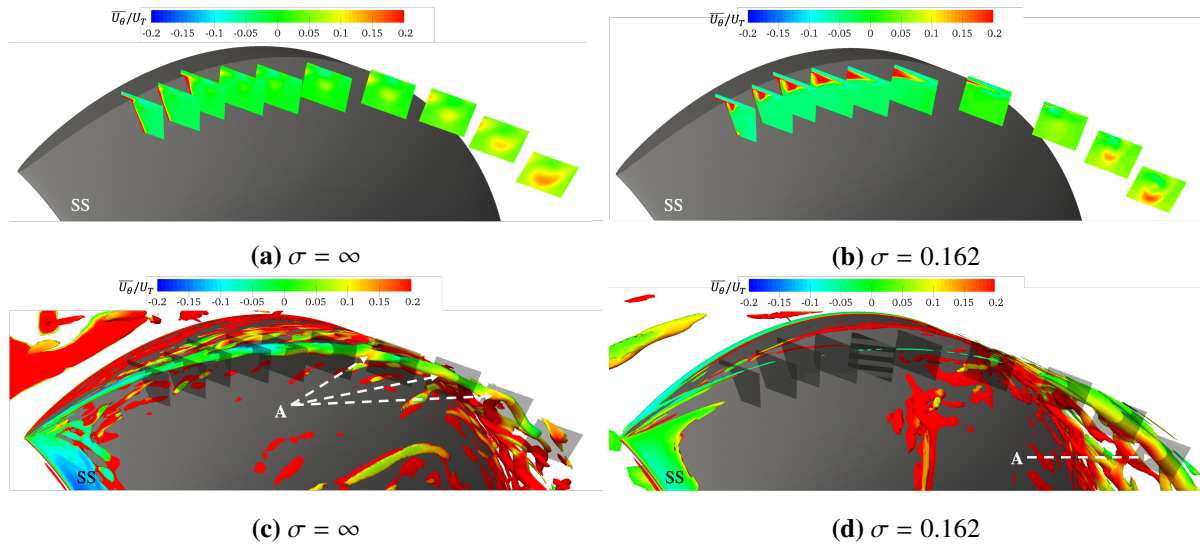 $\overline{U_\theta}/U_T$ -0.2 -0.15 -0.1 -0.05 0 0.05 0.1 0.15 0.2
SS
(a) σ = ∞
$\overline{U_\theta}/U_T$ -0.2 -0.15 -0.1 -0.05 0 0.05 0.1 0.15 0.2
SS
(b) σ = 0.162
$\overline{U_\theta}/U_T$ -0.2 -0.15 -0.1 -0.05 0 0.05 0.1 0.15 0.2
A
SS
(c) σ = ∞
$\overline{U_\theta}/U_T$ -0.2 -0.15 -0.1 -0.05 0 0.05 0.1 0.15 0.2
A
SS
(d) σ = 0.162